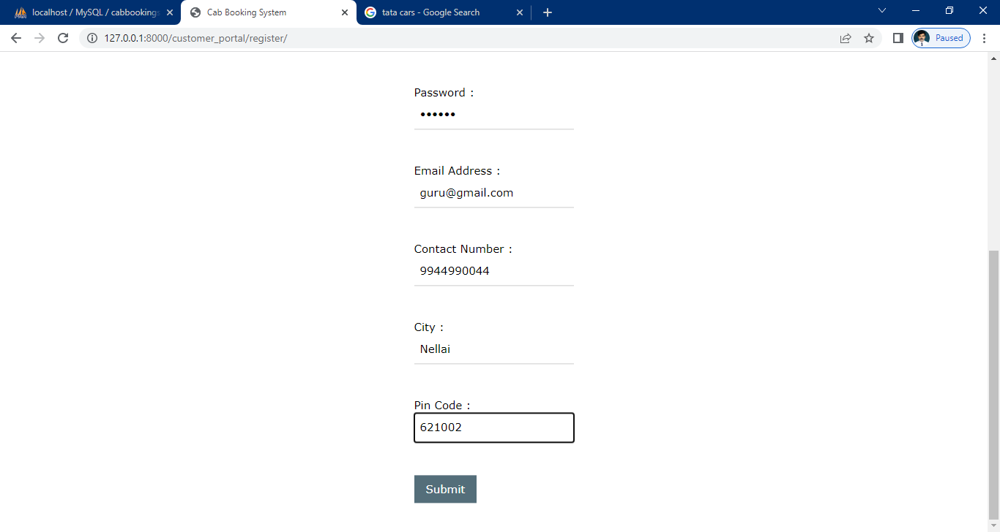 localhost / MySQL / cabbookings
Cab Booking System
tata cars - Google Search
127.0.0.1:8000/customer_portal/register/
Paused
Password :
••••••
Email Address :
guru@gmail.com
Contact Number :
9944990044
City :
Nellai
Pin Code :
621002
Submit